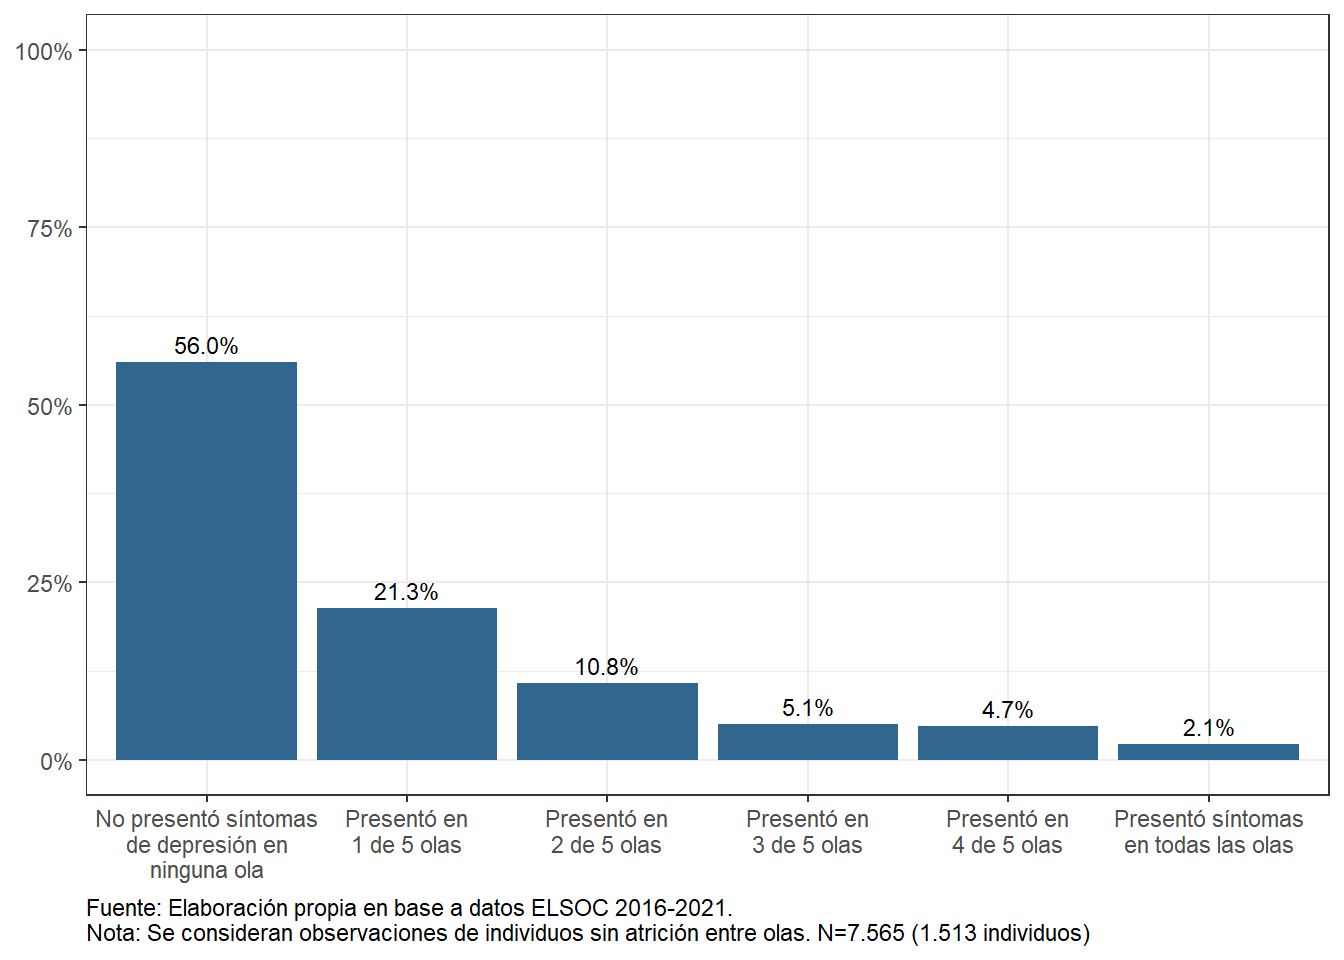 100%
75%
50%
25%
0%
56.0%
21.3%
10.8%
5.1%
4.7%
2.1%
No presentó síntomas
de depresión en
ninguna ola
Presentó en
1 de 5 olas
Presentó en
2 de 5 olas
Presentó en
3 de 5 olas
Presentó en
4 de 5 olas
Presentó síntomas
en todas las olas
Fuente: Elaboración propia en base a datos ELSOC 2016-2021.
Nota: Se consideran observaciones de individuos sin atrición entre olas. N=7.565 (1.513 individuos)